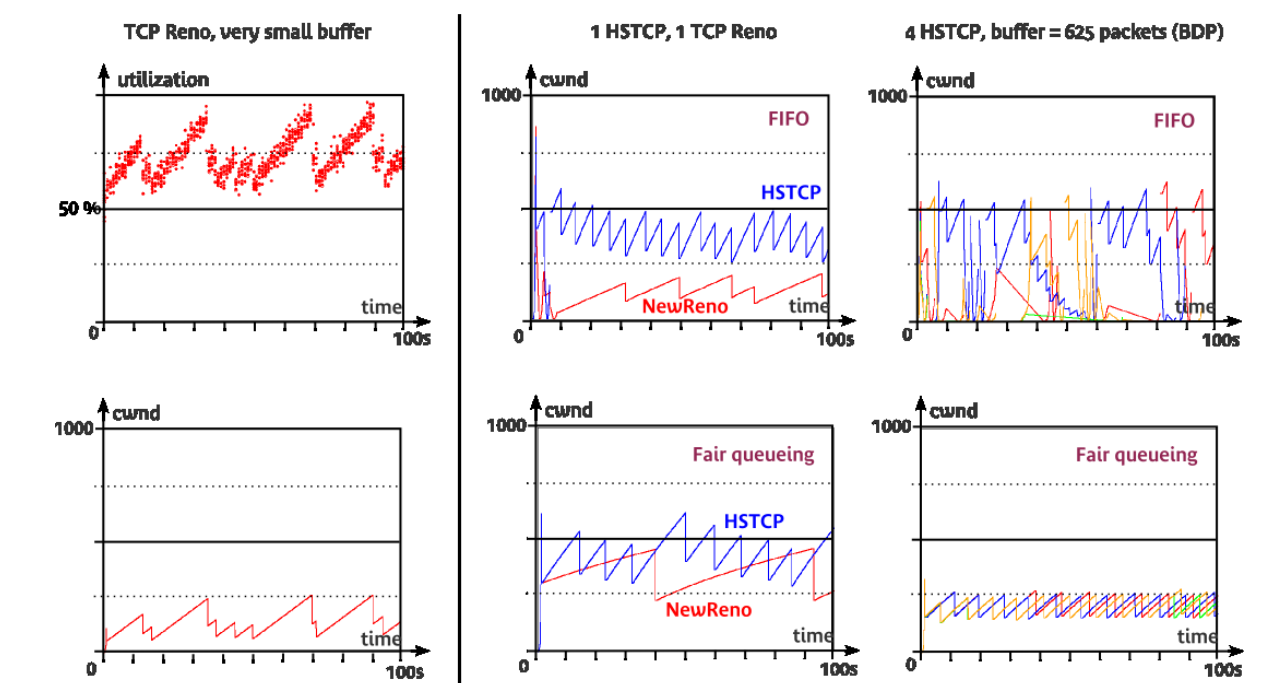 TCP Reno, very small buffer
utilization
50 %
time
0
100s
cwnd
1000
time
0
100s
1 HSTCP, 1 TCP Reno
cwnd
1000
FIFO
HSTCP
NewReno
time
0
100s
cwnd
1000
Fair queueing
HSTCP
NewReno
time
0
100s
4 HSTCP, buffer = 625 packets (BDP)
cwnd
1000
FIFO
time
0
100s
cwnd
1000
Fair queueing
time
0
100s